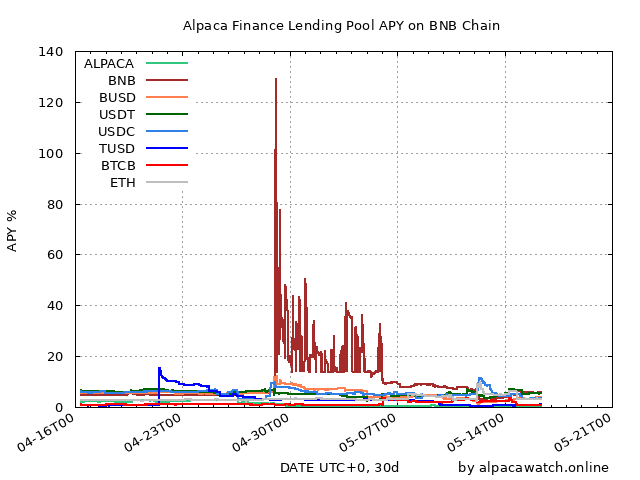 Alpaca Finance Lending Pool APY on BNB Chain
140
120
100
80
60
40
20
0
APY %
ALPACA
BNB
BUSD
USDT
USDC
TUSD
BTCB
ETH
04-16T00
04-23T00
04-30T00
05-07T00
05-14T00
05-21T00
DATE UTC+0, 30d
by alpacawatch.online